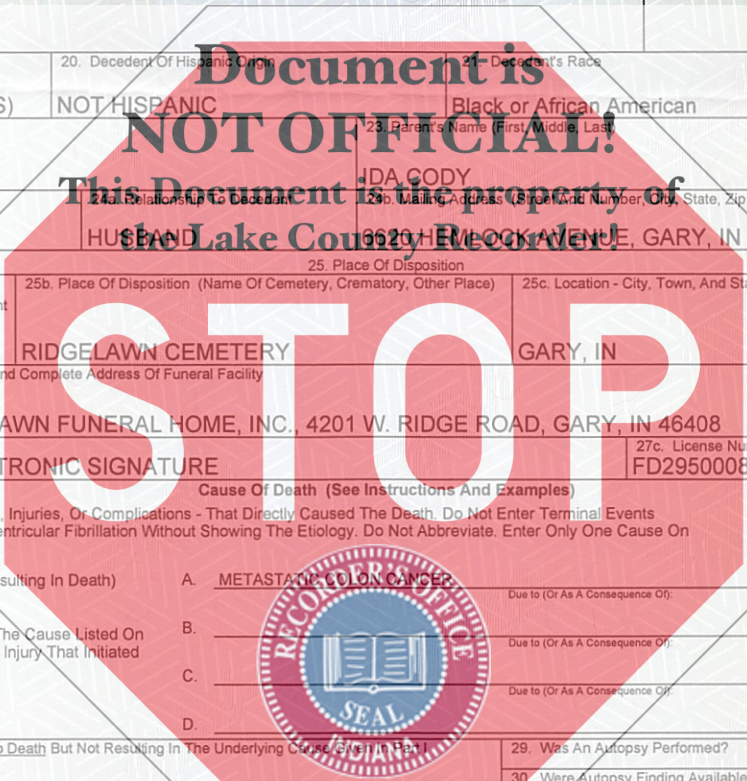 20. Decedent Of Hispanic Origin
21. Decedent's Race
Document is
NOT HISPANIC
Black or African American
NOT OFFICIAL!
23. Parent's Name (First, Middle, Last)
IDA CODY
This Document is the property of
24a. Relationship To Decedent
24b. Mailing Address (Street And Number, City, State, Zip
the Lake County Recorder!
HUSBAND
6620 HEMLOCK AVENUE, GARY, IN
25. Place Of Disposition
25b. Place Of Disposition (Name Of Cemetery, Crematory, Other Place)
25c. Location - City, Town, And Sta
STOP
RIDGELAWN CEMETERY
GARY, IN
nd Complete Address Of Funeral Facility
AWN FUNERAL HOME, INC., 4201 W. RIDGE ROAD, GARY, IN 46408
27c. License Nu
TRONIC SIGNATURE
FD2950008
Cause Of Death (See Instructions And Examples)
, Injuries, Or Complications - That Directly Caused The Death. Do Not Enter Terminal Events
entricular Fibrillation Without Showing The Etiology. Do Not Abbreviate. Enter Only One Cause On
sulting In Death)
A. METASTATIC COLON CANCER
Due to (Or As A Consequence Of):
The Cause Listed On
Injury That Initiated
B.
Due to (Or As A Consequence Of):
C.
Due to (Or As A Consequence Of):
D.
RECORDER'S OFFICE
SEAL
INDIANA
o Death But Not Resulting In The Underlying Cause Given In Part I
29. Was An Autopsy Performed?
30. Were Autopsy Finding Available